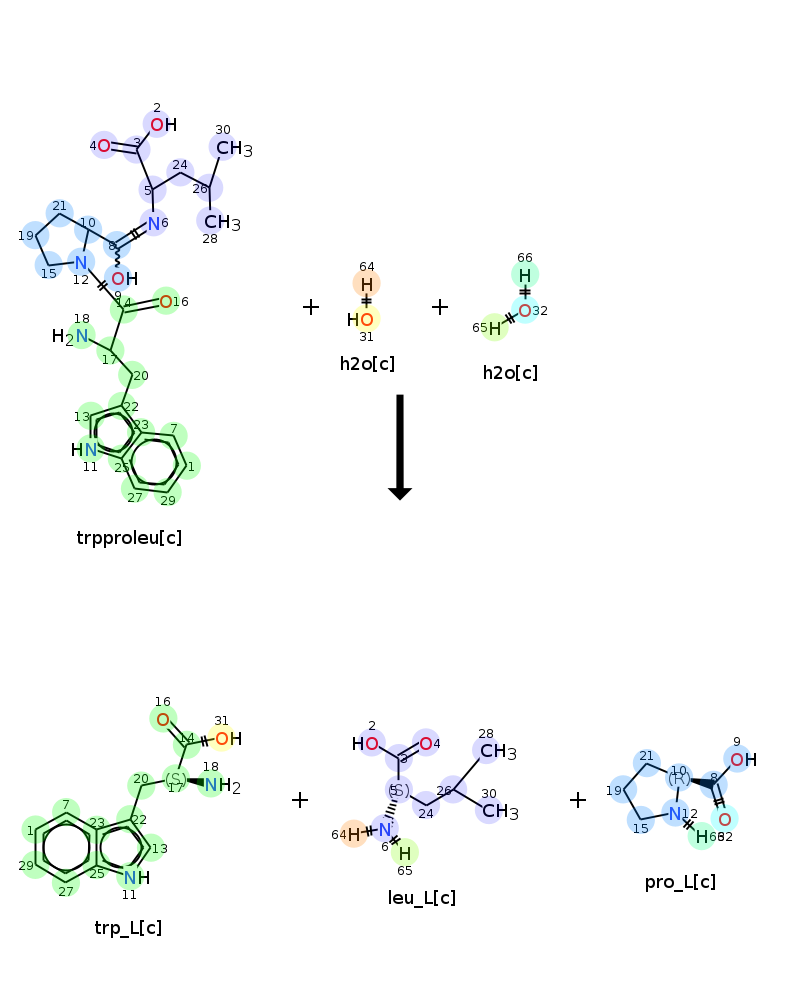 2
OH
30
CH3
4
O
3
24
5
26
21
N
6
CH3
10
28
19
8
N
OH
15
12
9
14
O
16
18
H2N
17
20
13
22
23
7
HN
11
25
1
27
29
trpproleu[c]
+
64
H
HO
31
h2o[c]
+
66
H
O
32
65
H
h2o[c]
16
O
14
31
OH
(S)
18
NH2
17
20
7
22
1
23
13
29
25
NH
27
11
trp_L[c]
+
2
HO
O
4
3
28
CH3
5
(S)
26
30
24
CH3
64
H
N
6
H
65
leu_L[c]
+
9
OH
21
10
(R)
8
19
N
12
O
15
H
pro_L[c]